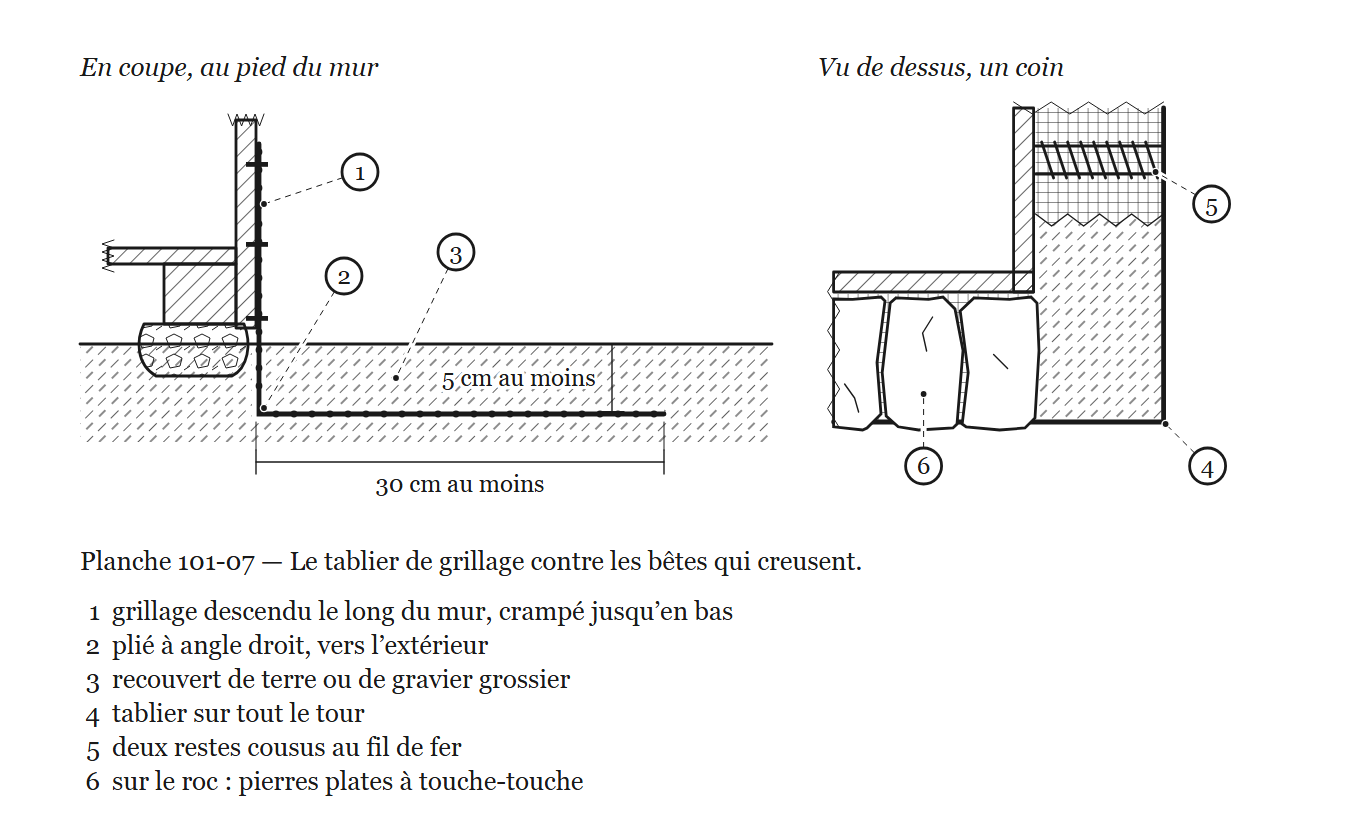 En coupe, au pied du mur
Vu de dessus, un coin
1
2
3
5 cm au moins
30 cm au moins
5
6
4
Planche 101-07 — Le tablier de grillage contre les bêtes qui creusent.
1 grillage descendu le long du mur, crampé jusqu’en bas
2 plié à angle droit, vers l’extérieur
3 recouvert de terre ou de gravier grossier
4 tablier sur tout le tour
5 deux restes cousus au fil de fer
6 sur le roc : pierres plates à touche-touche